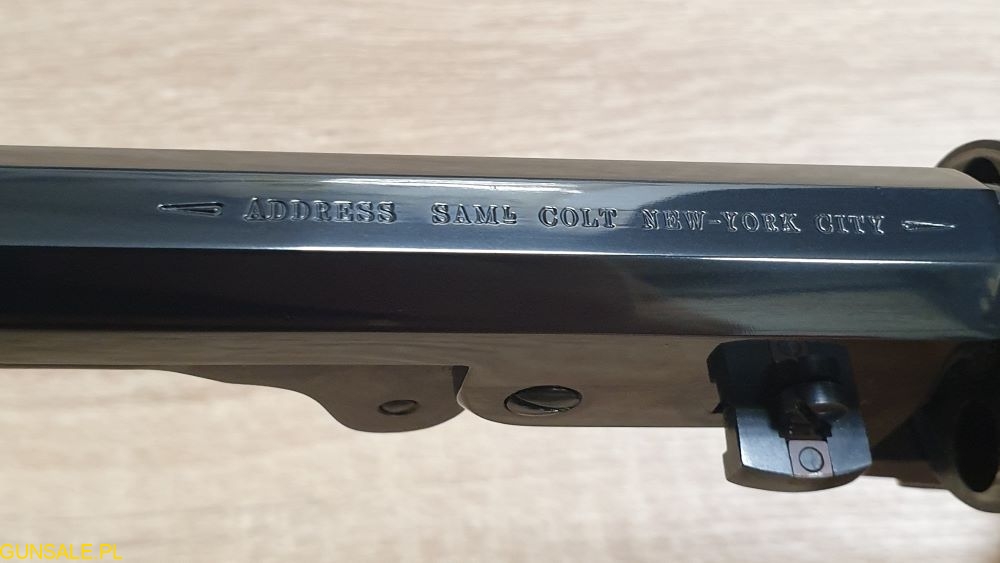 ADDRESS SAML COLT NEW-YORK CITY
GUNSALE.PL